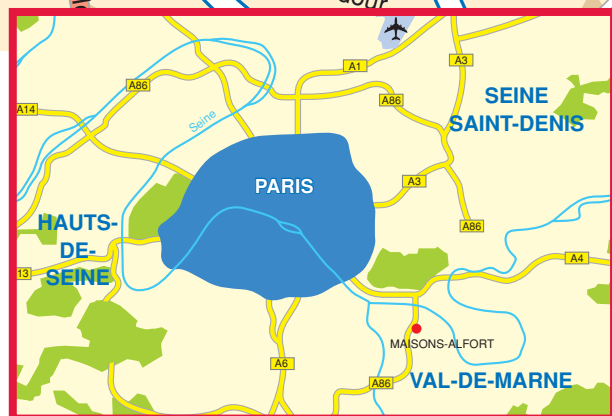 A1
A3
A86
A86
A14
SEINE
SAINT-DENIS
Seine
PARIS
A3
HAUTS-
DE-
SEINE
A86
A4
13
MAISONS-ALFORT
A6
A86
VAL-DE-MARNE